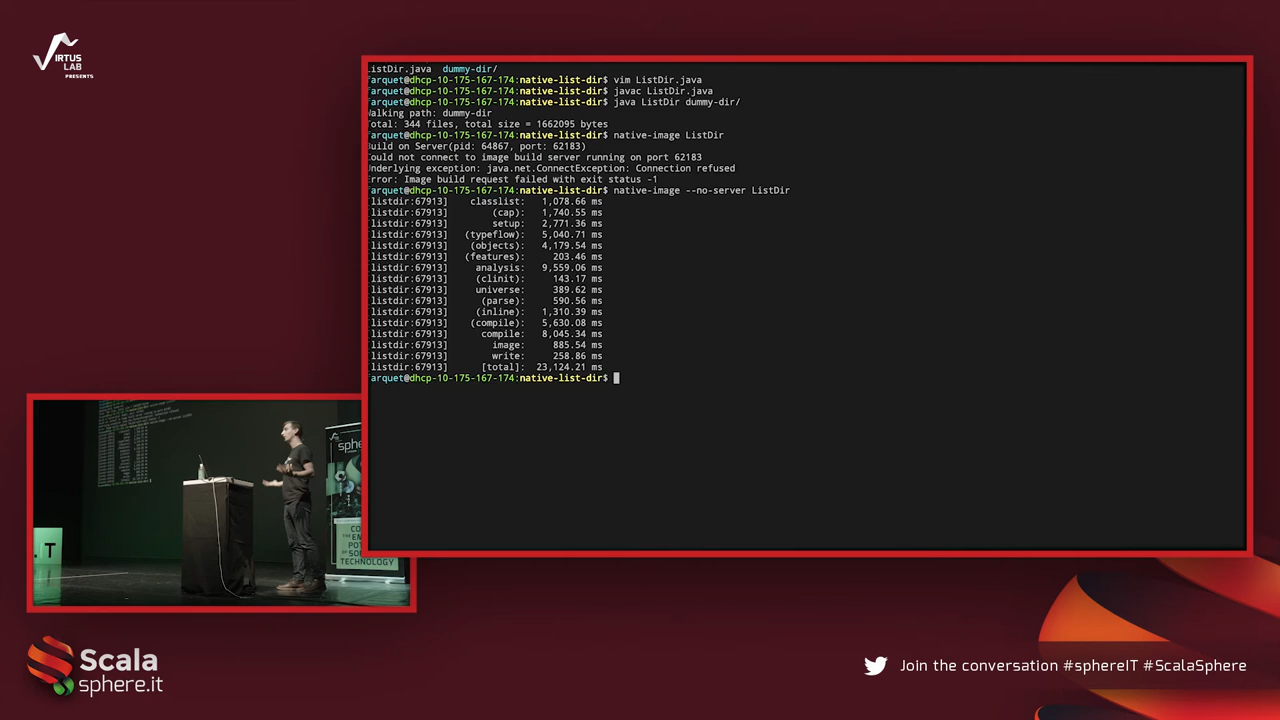 VIRTUS
LAB
PRESENTS
listDir.java  dummy-dir/
farquet@dhcp-10-175-167-174:native-list-dir$ vim ListDir.java
farquet@dhcp-10-175-167-174:native-list-dir$ javac ListDir.java
farquet@dhcp-10-175-167-174:native-list-dir$ java ListDir dummy-dir/
Walking path: dummy-dir
Total: 344 files, total size = 1662095 bytes
farquet@dhcp-10-175-167-174:native-list-dir$ native-image ListDir
Build on Server(pid: 64867, port: 62183)
Could not connect to image build server running on port 62183
Underlying exception: java.net.ConnectException: Connection refused
Error: Image build request failed with exit status -1
farquet@dhcp-10-175-167-174:native-list-dir$ native-image --no-server ListDir
[listdir:67913]    classlist:   1,078.66 ms
[listdir:67913]        (cap):   1,740.55 ms
[listdir:67913]        setup:   2,771.36 ms
[listdir:67913]   (typeflow):   5,040.71 ms
[listdir:67913]    (objects):   4,179.54 ms
[listdir:67913]   (features):     203.46 ms
[listdir:67913]     analysis:   9,559.06 ms
[listdir:67913]     (clinit):     143.17 ms
[listdir:67913]     universe:     389.62 ms
[listdir:67913]      (parse):     590.56 ms
[listdir:67913]     (inline):   1,310.39 ms
[listdir:67913]    (compile):   5,630.08 ms
[listdir:67913]      compile:   8,045.34 ms
[listdir:67913]        image:     885.54 ms
[listdir:67913]        write:     258.86 ms
[listdir:67913]      [total]:  23,124.21 ms
farquet@dhcp-10-175-167-174:native-list-dir$
sphe
.IT
TECHNOLOGY
Scala
sphere.it
Join the conversation #sphereIT #ScalaSphere